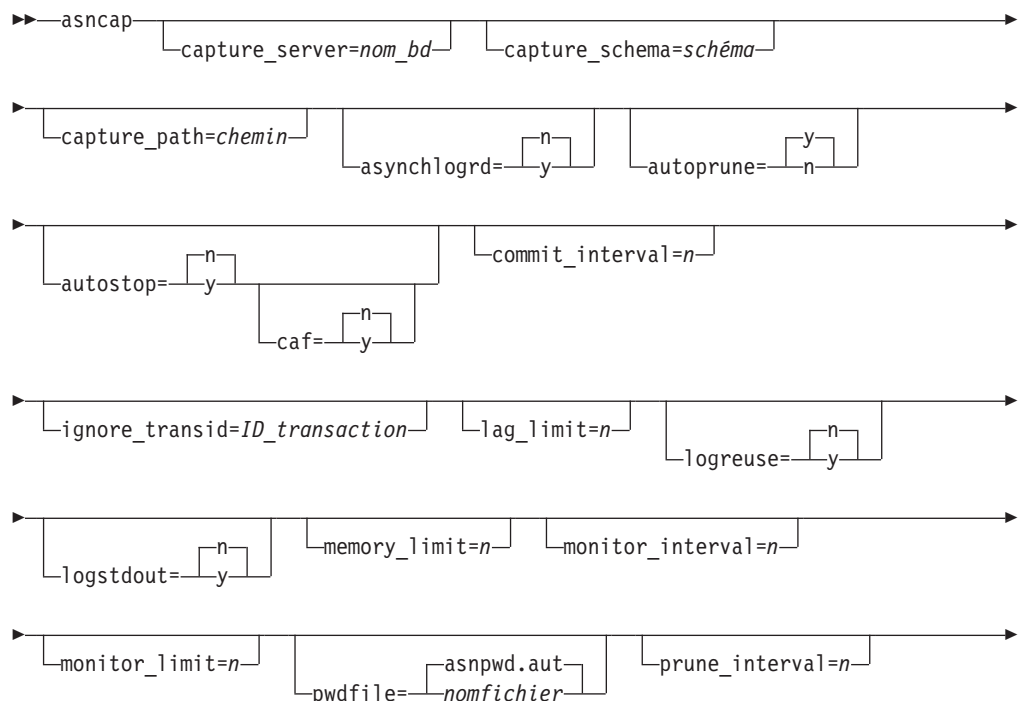 asncap
capture_server=nom_bd capture_schema=schéma
capture_path=chemin
n y
asynchlogrd= y autoprune= n
n commit_interval=n
autostop= y
n
caf= y
ignore_transid=ID_transaction lag_limit=n n
logreuse= y
n memory_limit=n monitor_interval=n
logstdout= y
monitor_limit=n asnpwd.aut prune_interval=n
pwdfile= nomfichier